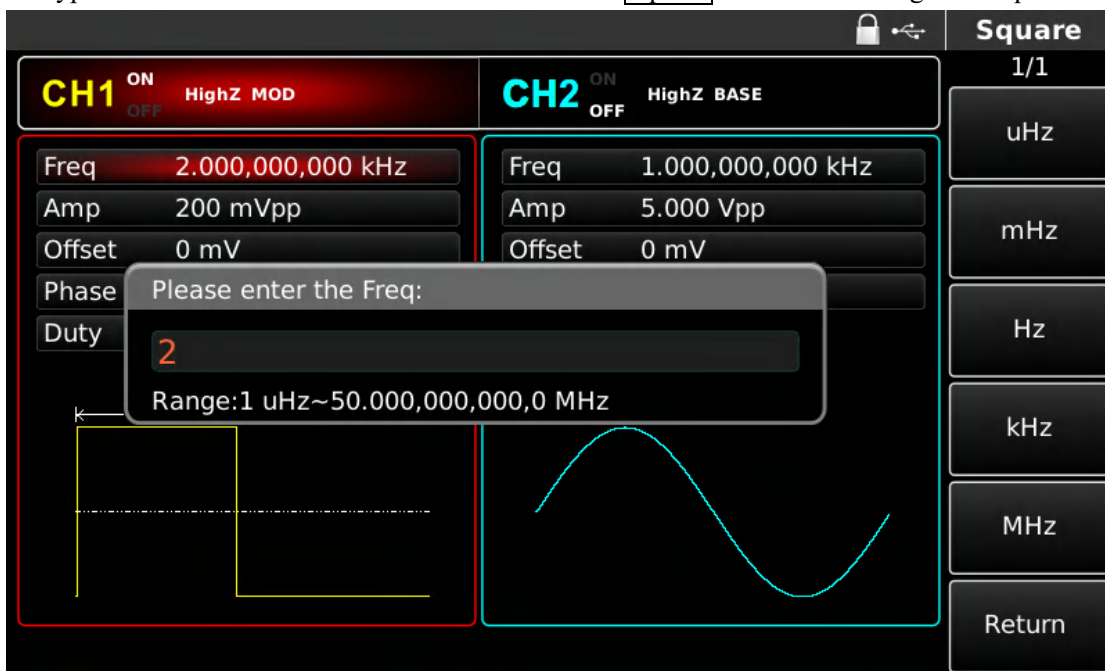 Square
1/1
CH1 ON OFF HighZ MOD
CH2 ON OFF HighZ BASE
Freq 2.000,000,000 kHz
Amp 200 mVpp
Offset 0 mV
Phase
Duty
Freq 1.000,000,000 kHz
Amp 5.000 Vpp
Offset 0 mV
Please enter the Freq:
2
Range:1 uHz~50.000,000,000,0 MHz
uHz
mHz
Hz
kHz
MHz
Return